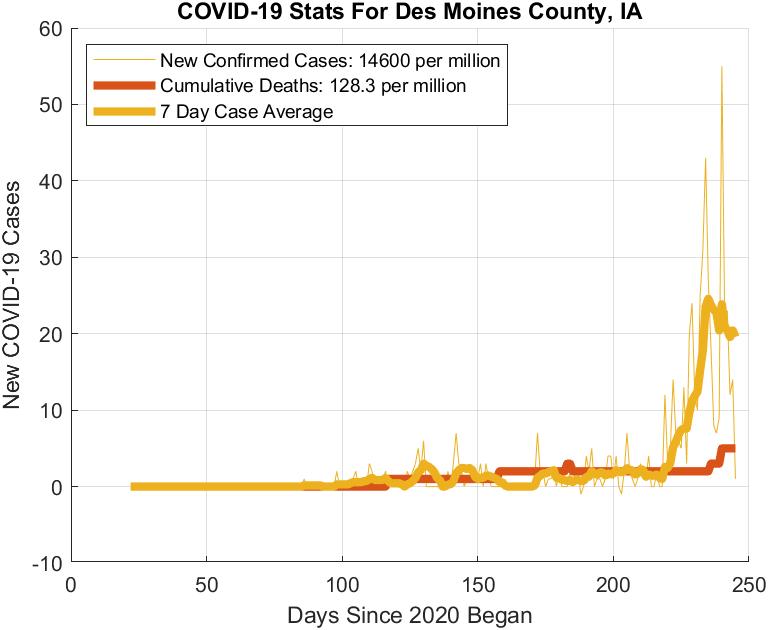 COVID-19 Stats For Des Moines County, IA
60
50
40
30
20
10
0
-10
New COVID-19 Cases
New Confirmed Cases: 14600 per million
Cumulative Deaths: 128.3 per million
7 Day Case Average
0 50 100 150 200 250
Days Since 2020 Began